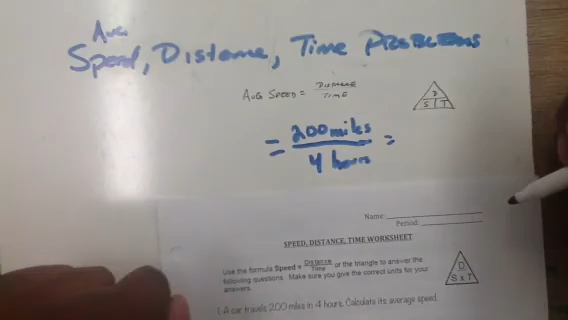 Avg
Speed, Distance, Time PROBLEMS
AVG SPEED = DISTANCE
TIME
D
S T
= 200 miles =
4 hours
Name:
Period:
SPEED, DISTANCE, TIME WORKSHEET
Use the formula Speed = Distance
Time or the triangle to answer the
following questions. Make sure you give the correct units for your
answers.
D
S x T
1. A car travels 200 miles in 4 hours. Calculate its average speed.